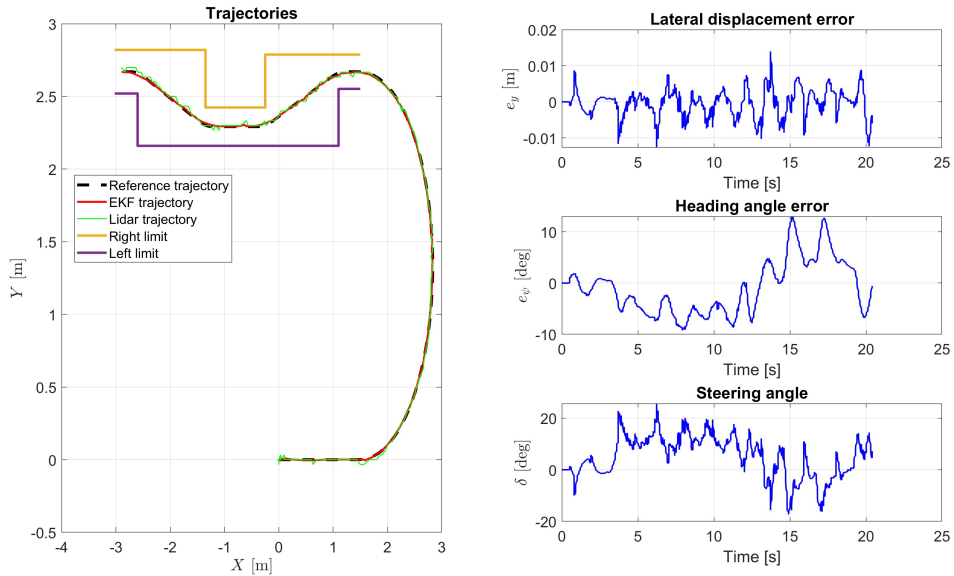 Trajectories
3
2.5
2
1.5
1
0.5
0
-0.5
-4
-3
-2
-1
0
1
2
3
Y [m]
X [m]
Reference trajectory
EKF trajectory
Lidar trajectory
Right limit
Left limit
Lateral displacement error
0.02
0.01
0
-0.01
e_y [m]
0 5 10 15 20 25
Time [s]
Heading angle error
10
0
-10
e_ψ [deg]
0 5 10 15 20 25
Time [s]
Steering angle
20
0
-20
δ [deg]
0 5 10 15 20 25
Time [s]